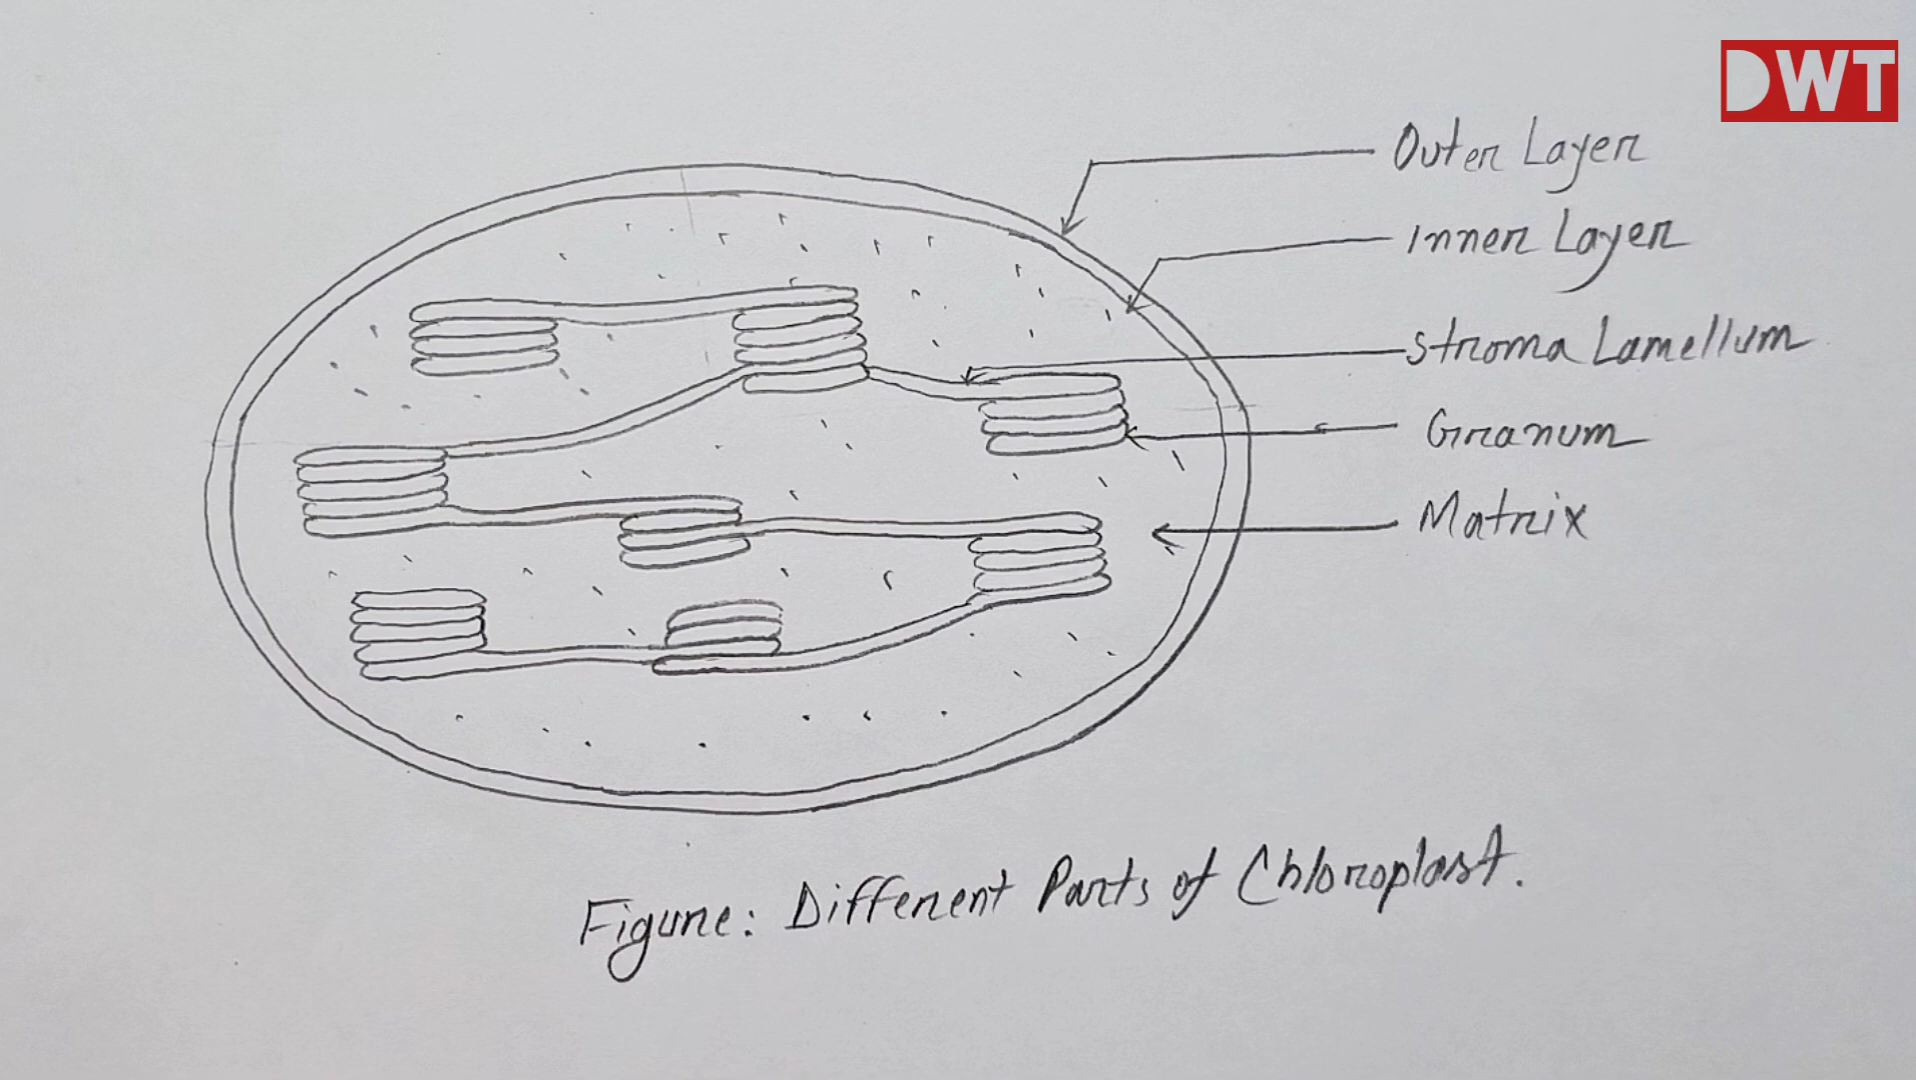 DWT
Outer Layer
Inner Layer
Stroma Lamellum
Granum
Matrix
Figure: Different Parts of Chloroplast.